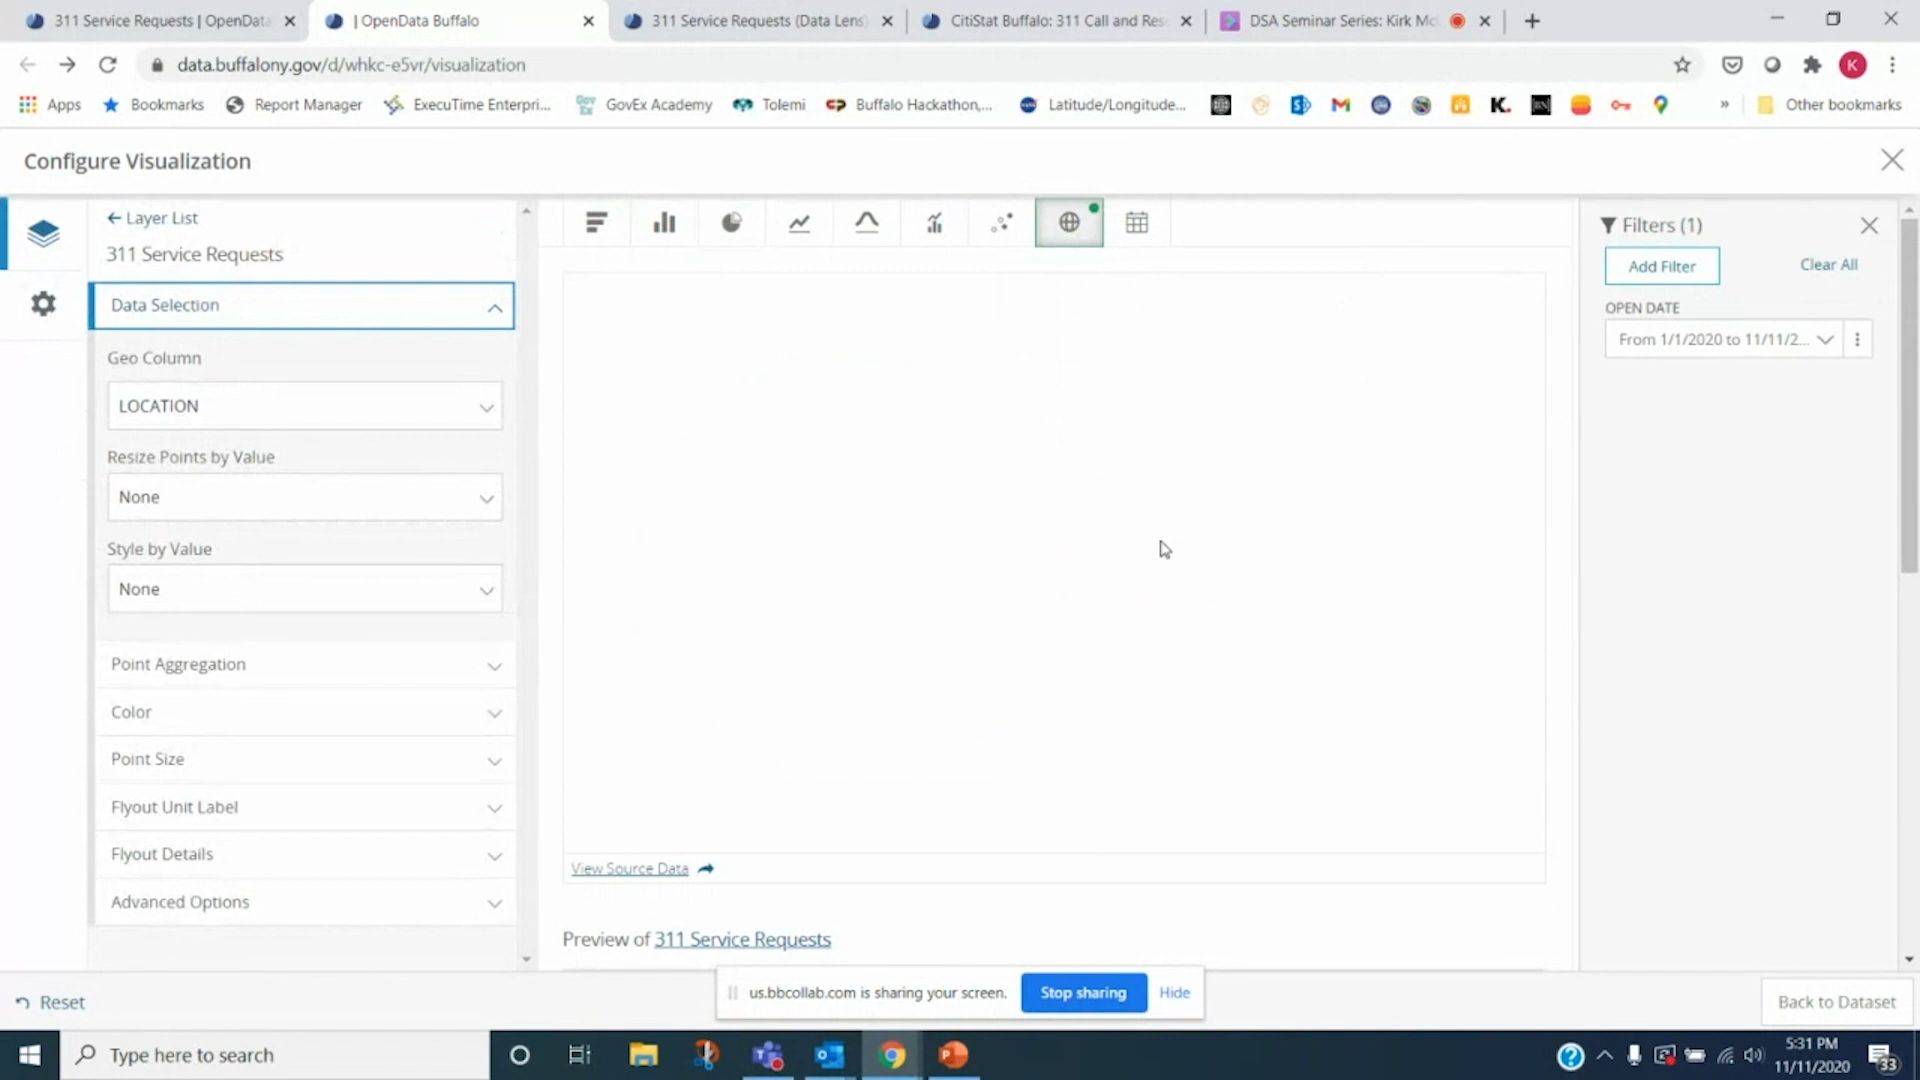 311 Service Requests | OpenData
| OpenData Buffalo
311 Service Requests (Data Lens)
CitiStat Buffalo: 311 Call and Res
DSA Seminar Series: Kirk Mc
data.buffalony.gov/d/whkc-e5vr/visualization
K
Apps
Bookmarks
Report Manager
ExecuTime Enterpri...
GovEx Academy
Tolemi
Buffalo Hackathon,...
Latitude/Longitude...
K.
»
Other bookmarks
Configure Visualization
Layer List
311 Service Requests
Data Selection
Geo Column
LOCATION
Resize Points by Value
None
Style by Value
None
Point Aggregation
Color
Point Size
Flyout Unit Label
Flyout Details
Advanced Options
View Source Data
Preview of 311 Service Requests
Filters (1)
Add Filter
Clear All
OPEN DATE
From 1/1/2020 to 11/11/2...
Reset
us.bbcollab.com is sharing your screen.
Stop sharing
Hide
Back to Dataset
Type here to search
5:31 PM
11/11/2020
33